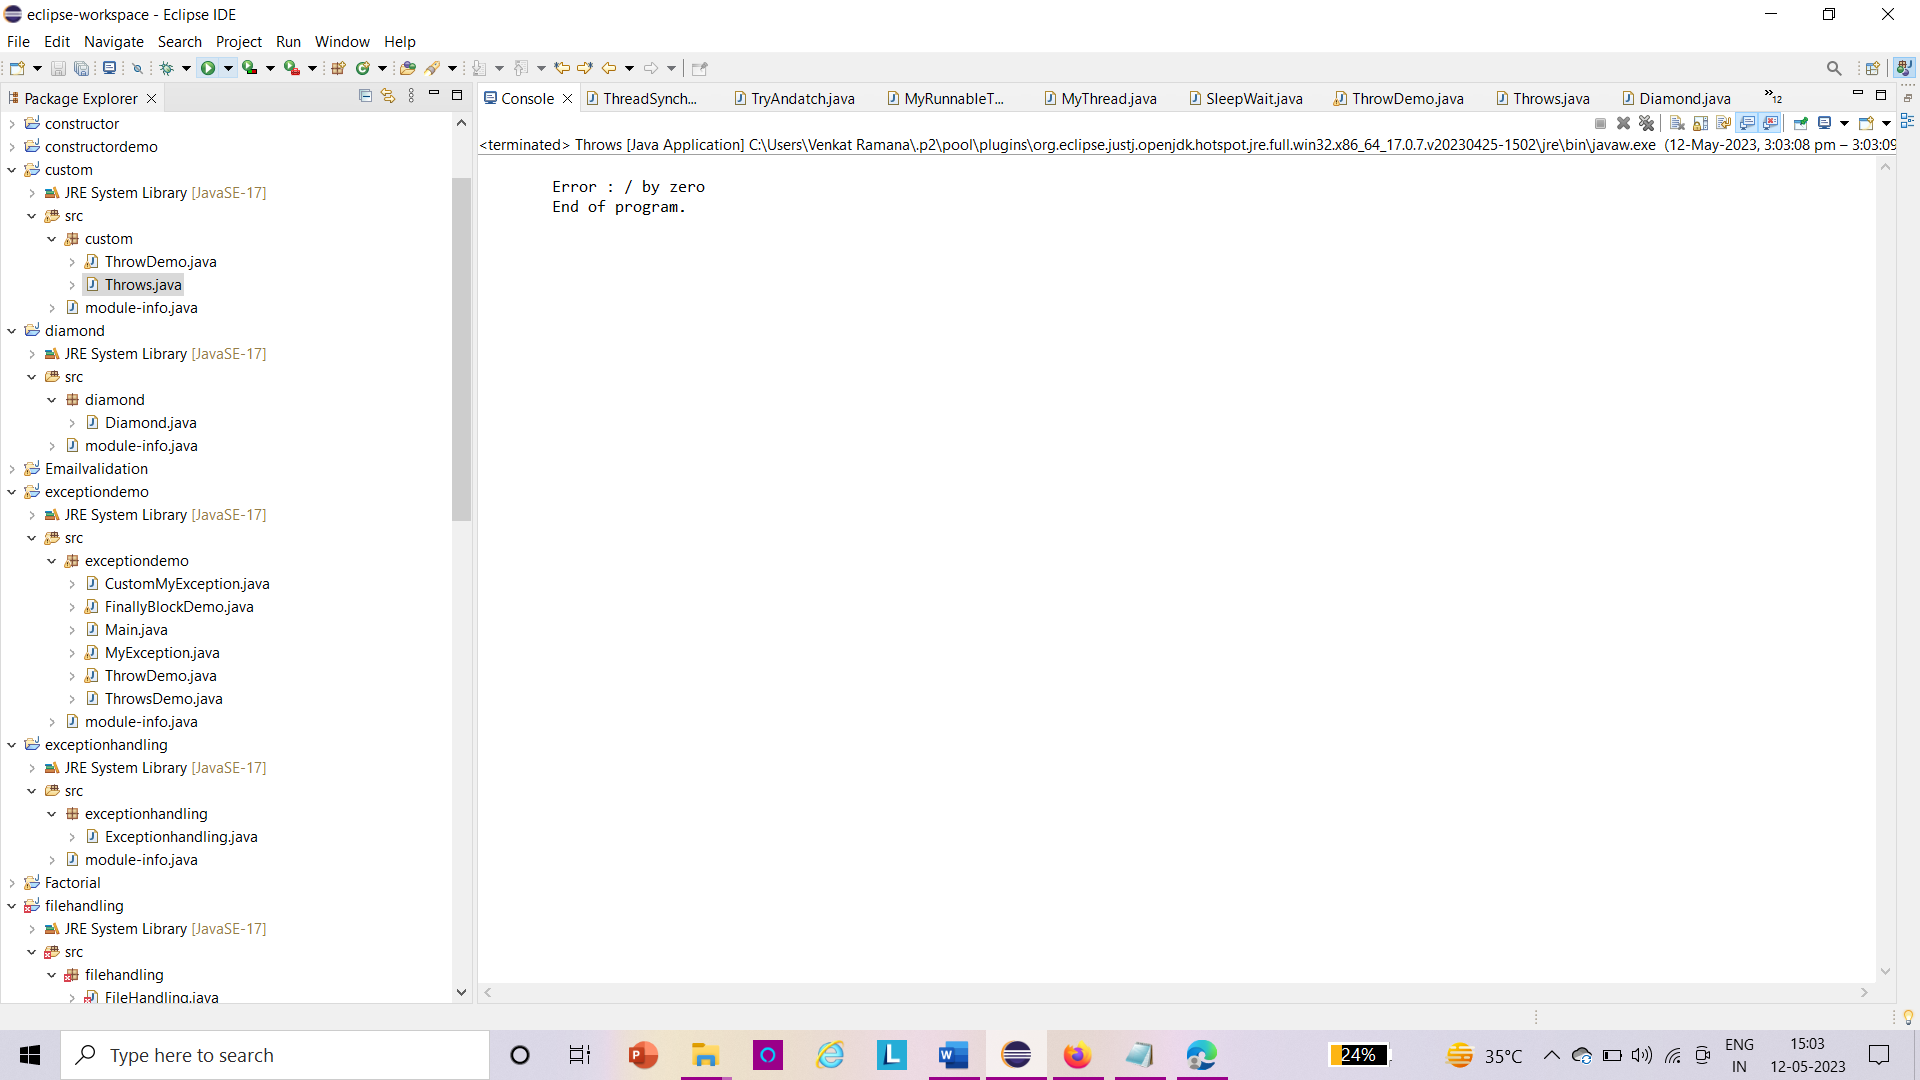 eclipse-workspace - Eclipse IDE
File Edit Navigate Search Project Run Window Help
Package Explorer
constructor
constructordemo
custom
JRE System Library [JavaSE-17]
src
custom
ThrowDemo.java
Throws.java
module-info.java
diamond
JRE System Library [JavaSE-17]
src
diamond
Diamond.java
module-info.java
Emailvalidation
exceptiondemo
JRE System Library [JavaSE-17]
src
exceptiondemo
CustomMyException.java
FinallyBlockDemo.java
Main.java
MyException.java
ThrowDemo.java
ThrowsDemo.java
module-info.java
exceptionhandling
JRE System Library [JavaSE-17]
src
exceptionhandling
Exceptionhandling.java
module-info.java
Factorial
filehandling
JRE System Library [JavaSE-17]
src
filehandling
FileHandling.java
Console ThreadSynch... TryAndatch.java MyRunnableT... MyThread.java SleepWait.java ThrowDemo.java Throws.java Diamond.java »12
<terminated> Throws [Java Application] C:\Users\Venkat Ramana\.p2\pool\plugins\org.eclipse.justj.openjdk.hotspot.jre.full.win32.x86_64_17.0.7.v20230425-1502\jre\bin\javaw.exe (12-May-2023, 3:03:08 pm – 3:03:09
Error : / by zero
End of program.
Type here to search
24%
35°C
ENG
IN
15:03
12-05-2023